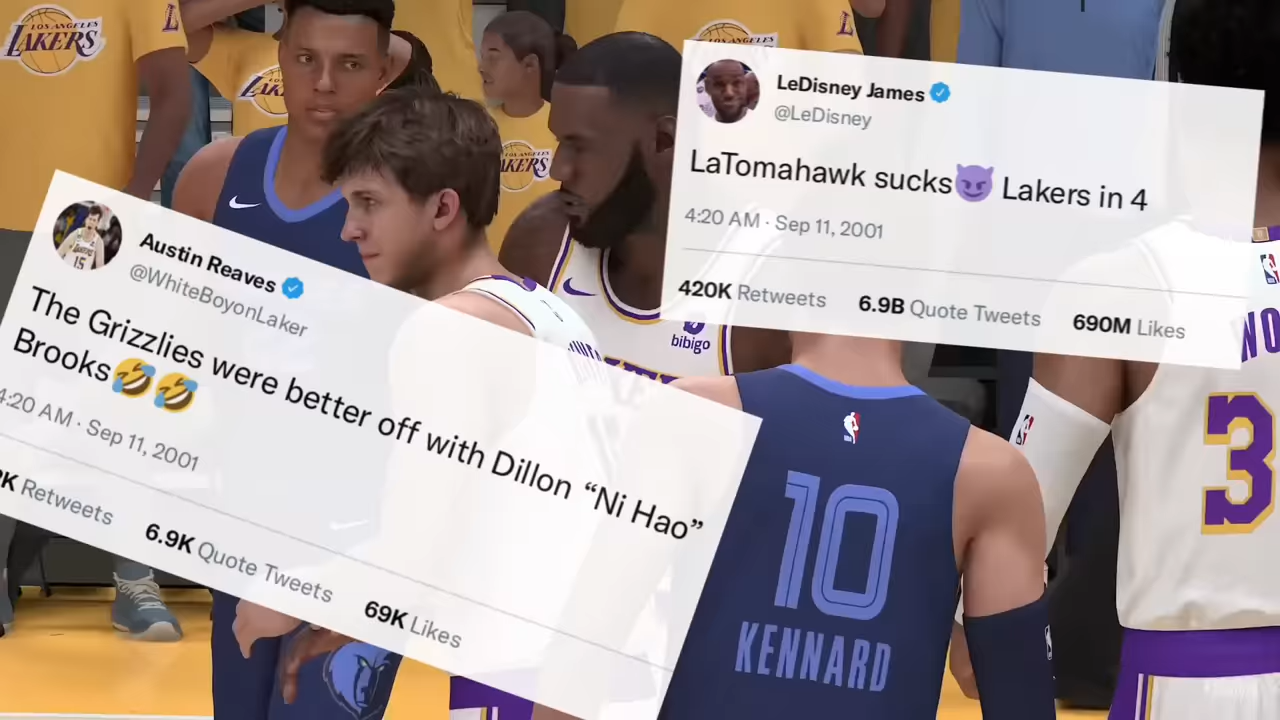 LOS ANGELES
LAKERS
LeDisney James
@LeDisney
LaTomahawk sucks😈 Lakers in 4
4:20 AM · Sep 11, 2001
420K Retweets 6.9B Quote Tweets 690M Likes
Austin Reaves
@WhiteBoyonLaker
The Grizzlies were better off with Dillon “Ni Hao”
Brooks🤣🤣
4:20 AM · Sep 11, 2001
K Retweets 6.9K Quote Tweets 69K Likes
15
bibigo
10
KENNARD
3